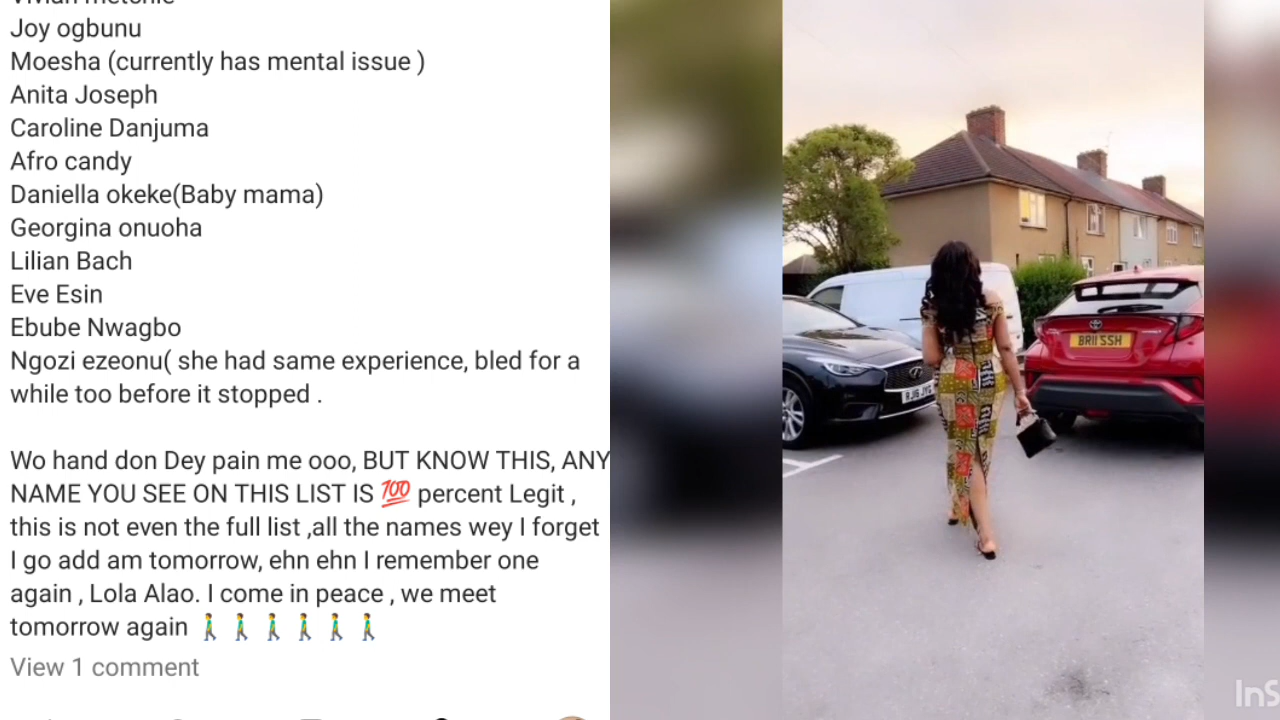 Joy ogbunu
Moesha (currently has mental issue )
Anita Joseph
Caroline Danjuma
Afro candy
Daniella okeke(Baby mama)
Georgina onuoha
Lilian Bach
Eve Esin
Ebube Nwagbo
Ngozi ezeonu( she had same experience, bled for a
while too before it stopped .
Wo hand don Dey pain me ooo, BUT KNOW THIS, ANY
NAME YOU SEE ON THIS LIST IS 💯 percent Legit ,
this is not even the full list ,all the names wey I forget
I go add am tomorrow, ehn ehn I remember one
again , Lola Alao. I come in peace , we meet
tomorrow again 🚶‍♂️🚶‍♂️🚶‍♂️🚶‍♂️🚶‍♂️🚶‍♂️
View 1 comment
BR11 SSH
InS